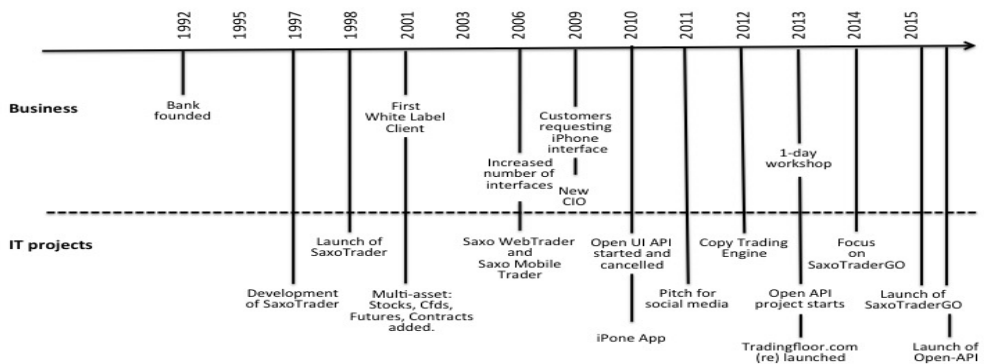 1992
1995
1997
1998
2001
2003
2006
2009
2010
2011
2012
2013
2014
2015
Business
Bank
founded
First
White Label
Client
Increased
number of
interfaces
Customers
requesting
iPhone
interface
New
CIO
1-day
workshop
IT projects
Development
of SaxoTrader
Launch of
SaxoTrader
Multi-asset:
Stocks, Cfds,
Futures, Contracts
added.
Saxo WebTrader
and
Saxo Mobile
Trader
Open UI API
started and
cancelled
iPone App
Pitch for
social media
Copy Trading
Engine
Open API
project starts
Tradingfloor.com
(re) launched
Focus
on
SaxoTraderGO
Launch of
SaxoTraderGO
Launch of
Open-API